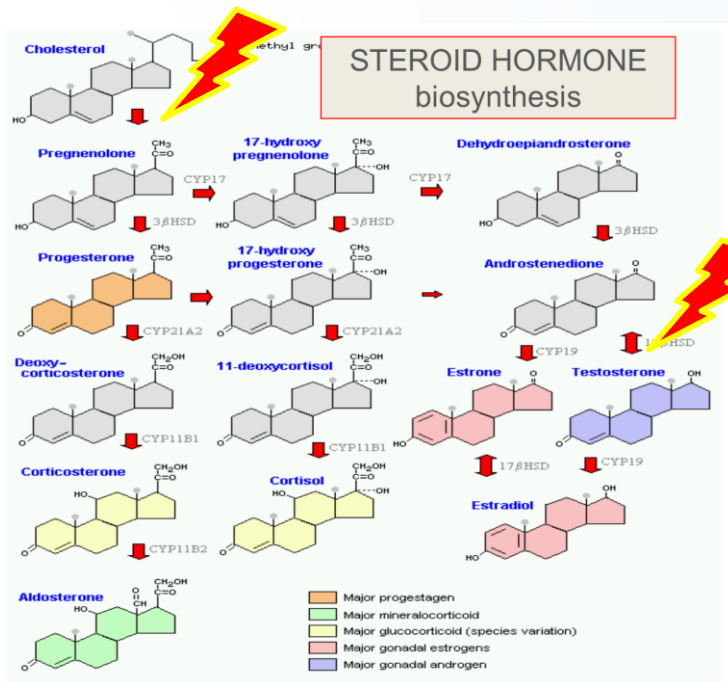 STEROID HORMONE
biosynthesis
Cholesterol
HO
Pregnenolone
CH₃
C=O
HO
CYP17
17-hydroxy
pregnenolone
CH₃
C=O
OH
HO
CYP17
Dehydroepiandrosterone
O
HO
3βHSD
3βHSD
3βHSD
Progesterone
CH₃
C=O
O
17-hydroxy
progesterone
CH₃
C=O
OH
O
Androstenedione
O
O
CYP21A2
CYP21A2
CYP19
βHSD
Deoxy-
corticosterone
CH₂OH
C=O
O
11-deoxycortisol
CH₂OH
C=O
OH
O
Estrone
O
HO
Testosterone
OH
O
CYP11B1
CYP11B1
17βHSD
CYP19
Corticosterone
CH₂OH
C=O
HO
O
Cortisol
CH₂OH
C=O
HO
OH
O
Estradiol
OH
HO
CYP11B2
Aldosterone
CH₂OH
O
C=O
CH
HO
O
Major progestagen
Major mineralocorticoid
Major glucocorticoid (species variation)
Major gonadal estrogens
Major gonadal androgen